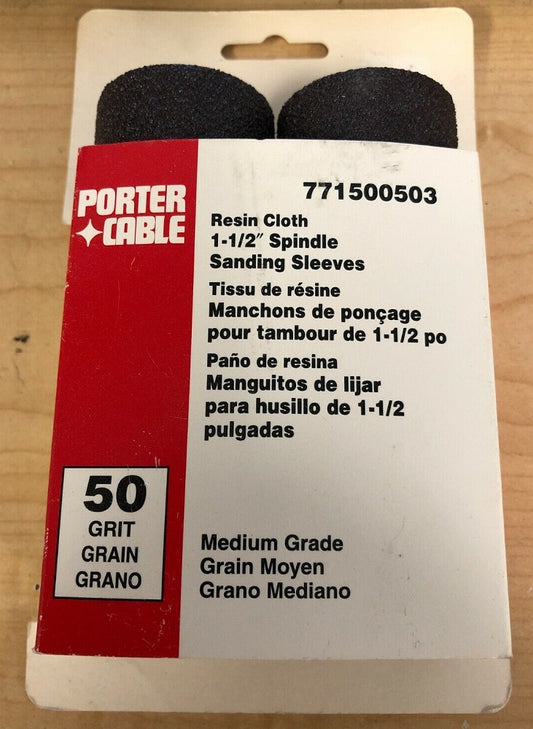 PORTER
CABLE
771500503
Resin Cloth
1-1/2" Spindle
Sanding Sleeves
Tissu de résine
Manchons de ponçage
pour tambour de 1-1/2 po
Paño de resina
Manguitos de lijar
para husillo de 1-1/2
pulgadas
50
GRIT
GRAIN
GRANO
Medium Grade
Grain Moyen
Grano Mediano